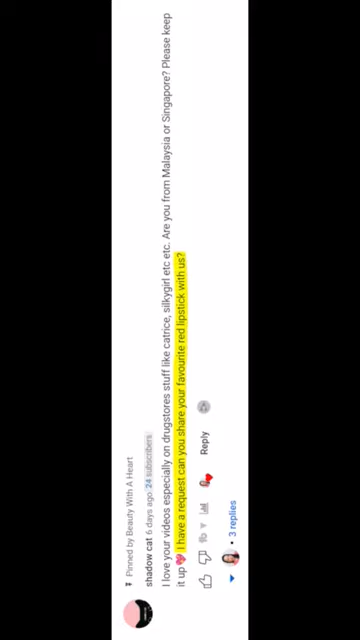 Pinned by Beauty With A Heart
shadow cat 6 days ago 24 subscribers
I love your videos especially on drugstores stuff like catrice, silkygirl etc etc. Are you from Malaysia or Singapore? Please keep
it up 💖 I have a request can you share your favourite red lipstick with us?
Reply
3 replies